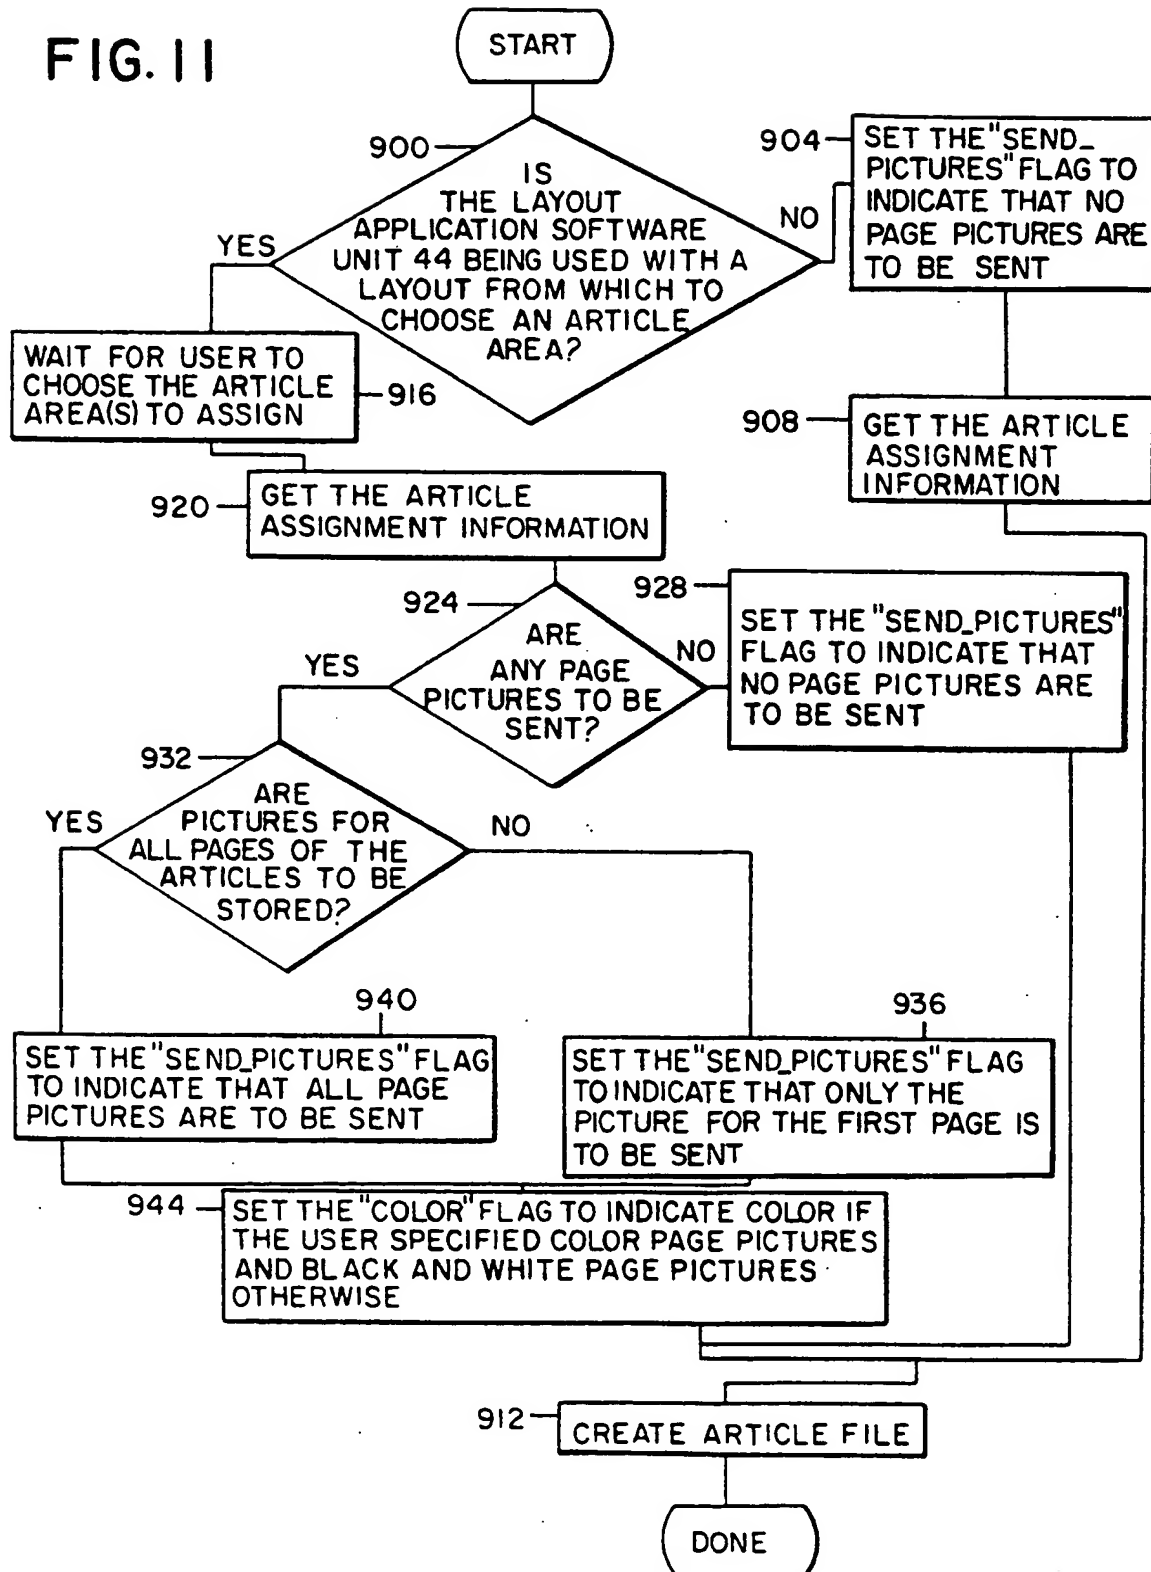 FIG. 11
START
900
IS
THE LAYOUT
APPLICATION SOFTWARE
UNIT 44 BEING USED WITH A
LAYOUT FROM WHICH TO
CHOOSE AN ARTICLE
AREA?
YES
NO
904
SET THE "SEND_
PICTURES" FLAG TO
INDICATE THAT NO
PAGE PICTURES ARE
TO BE SENT
WAIT FOR USER TO
CHOOSE THE ARTICLE
AREA(S) TO ASSIGN
916
908
GET THE ARTICLE
ASSIGNMENT
INFORMATION
920
GET THE ARTICLE
ASSIGNMENT INFORMATION
924
ARE
ANY PAGE
PICTURES TO BE
SENT?
YES
NO
928
SET THE "SEND_PICTURES"
FLAG TO INDICATE THAT
NO PAGE PICTURES ARE
TO BE SENT
932
ARE
PICTURES FOR
ALL PAGES OF THE
ARTICLES TO BE
STORED?
YES
NO
940
SET THE "SEND_PICTURES" FLAG
TO INDICATE THAT ALL PAGE
PICTURES ARE TO BE SENT
936
SET THE "SEND_PICTURES" FLAG
TO INDICATE THAT ONLY THE
PICTURE FOR THE FIRST PAGE IS
TO BE SENT
944
SET THE "COLOR" FLAG TO INDICATE COLOR IF
THE USER SPECIFIED COLOR PAGE PICTURES
AND BLACK AND WHITE PAGE PICTURES
OTHERWISE
912
CREATE ARTICLE FILE
DONE